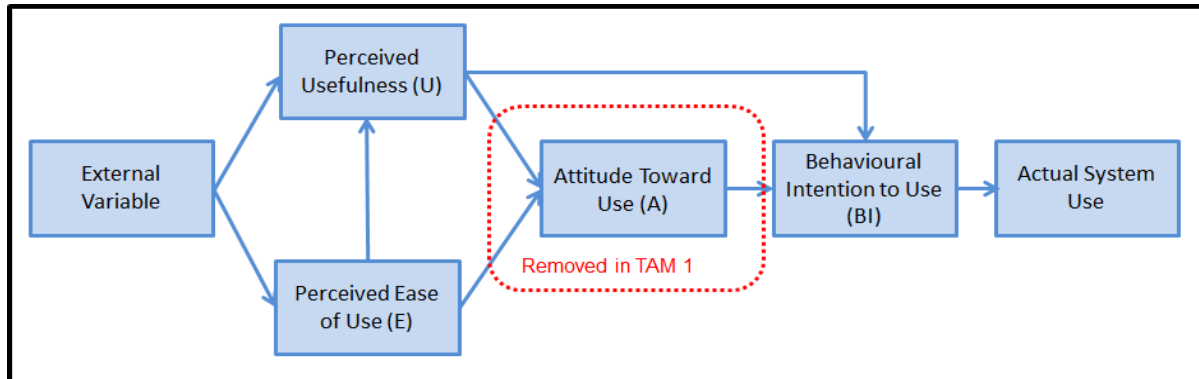 Perceived
Usefulness (U)
External
Variable
Perceived Ease
of Use (E)
Attitude Toward
Use (A)
Removed in TAM 1
Behavioural
Intention to Use
(BI)
Actual System
Use